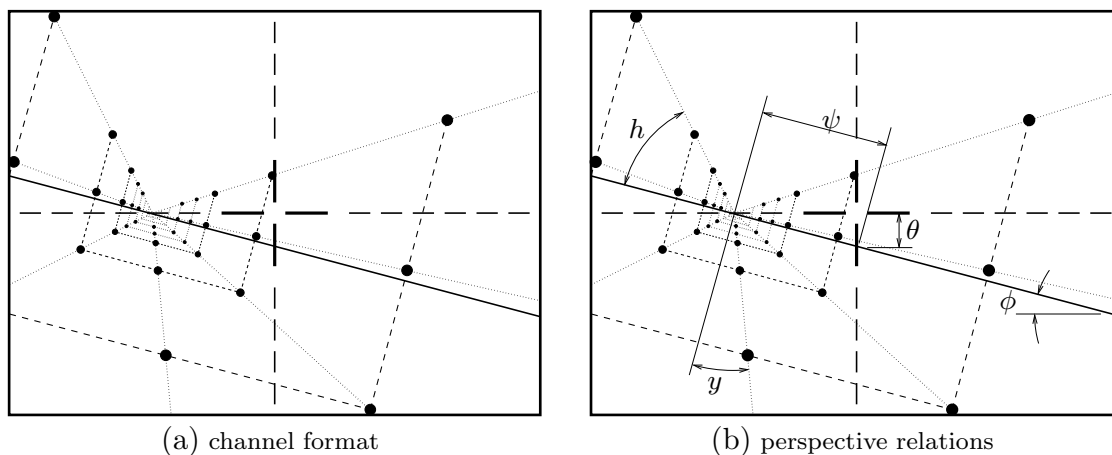 h
ψ
θ
ϕ
y
(a) channel format
(b) perspective relations